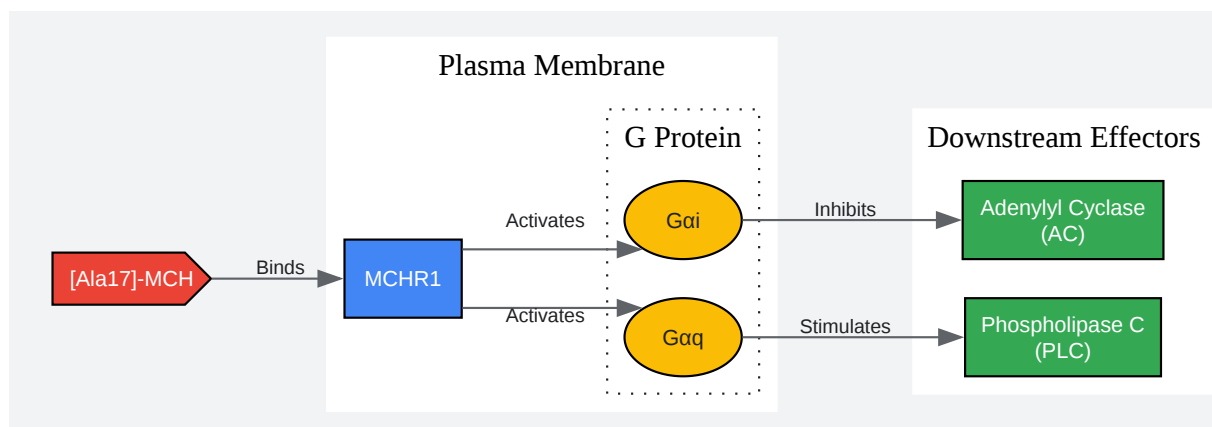 Plasma Membrane
G Protein
Downstream Effectors
[Ala17]-MCH
Binds
MCHR1
Activates
Gαi
Inhibits
Adenylyl Cyclase
(AC)
Activates
Gαq
Stimulates
Phospholipase C
(PLC)